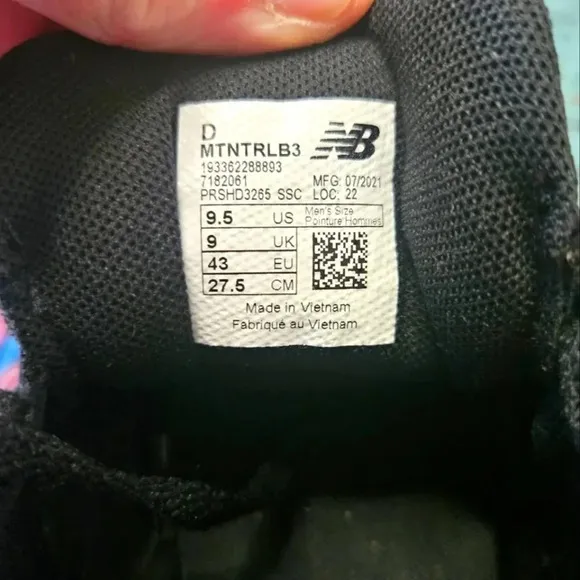 D
MTNTRLB3 NB
193362288893
7182061 MFG: 07/2021
PRSHD3265 SSC LOC: 22
9.5 US Men's Size
Pointure Hommes
9 UK
43 EU
27.5 CM
Made in Vietnam
Fabriqué au Vietnam